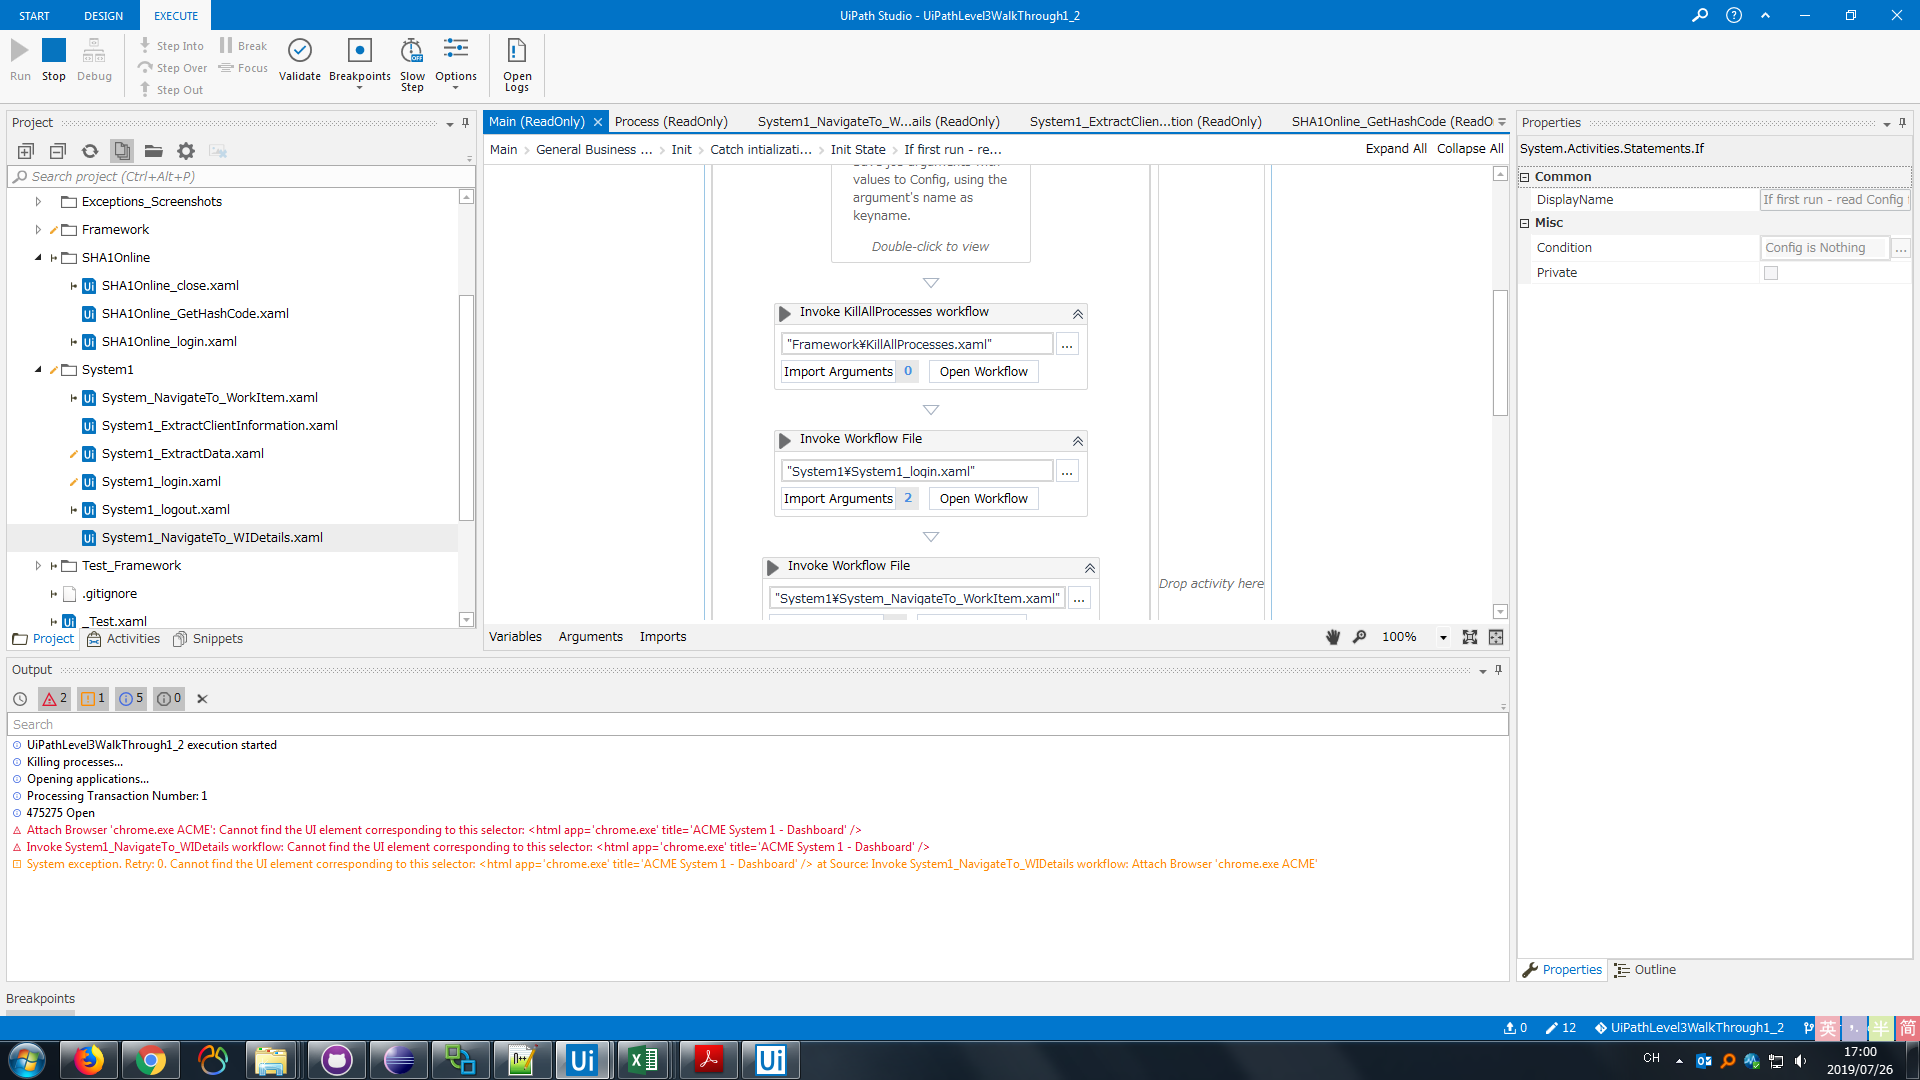 START
DESIGN
EXECUTE
UiPath Studio - UiPathLevel3WalkThrough1_2
Run
Stop
Debug
Step Into
Step Over
Step Out
Break
Focus
Validate
Breakpoints
Slow Step
Options
Open Logs
Project
Search project (Ctrl+Alt+P)
Exceptions_Screenshots
Framework
SHA1Online
SHA1Online_close.xaml
SHA1Online_GetHashCode.xaml
SHA1Online_login.xaml
System1
System_NavigateTo_WorkItem.xaml
System1_ExtractClientInformation.xaml
System1_ExtractData.xaml
System1_login.xaml
System1_logout.xaml
System1_NavigateTo_WIDetails.xaml
Test_Framework
.gitignore
_Test.xaml
Project
Activities
Snippets
Main (ReadOnly)
Process (ReadOnly)
System1_NavigateTo_W...ails (ReadOnly)
System1_ExtractClien...tion (ReadOnly)
SHA1Online_GetHashCode (ReadO
Main
General Business ...
Init
Catch intializati...
Init State
If first run - re...
Expand All
Collapse All
values to Config, using the
argument's name as
keyname.
Double-click to view
Invoke KillAllProcesses workflow
"Framework¥KillAllProcesses.xaml"
...
Import Arguments 0
Open Workflow
Invoke Workflow File
"System1¥System1_login.xaml"
...
Import Arguments 2
Open Workflow
Invoke Workflow File
"System1¥System_NavigateTo_WorkItem.xaml"
...
Drop activity here
Variables
Arguments
Imports
100%
Properties
System.Activities.Statements.If
Common
DisplayName
If first run - read Config
Misc
Condition
Config is Nothing
...
Private
Properties
Outline
Output
2
1
5
0
Search
UiPathLevel3WalkThrough1_2 execution started
Killing processes...
Opening applications...
Processing Transaction Number: 1
475275 Open
Attach Browser 'chrome.exe ACME': Cannot find the UI element corresponding to this selector: <html app='chrome.exe' title='ACME System 1 - Dashboard' />
Invoke System1_NavigateTo_WIDetails workflow: Cannot find the UI element corresponding to this selector: <html app='chrome.exe' title='ACME System 1 - Dashboard' />
System exception. Retry: 0. Cannot find the UI element corresponding to this selector: <html app='chrome.exe' title='ACME System 1 - Dashboard' /> at Source: Invoke System1_NavigateTo_WIDetails workflow: Attach Browser 'chrome.exe ACME'
Breakpoints
0
12
UiPathLevel3WalkThrough1_2
英
半
简
CH
17:00
2019/07/26